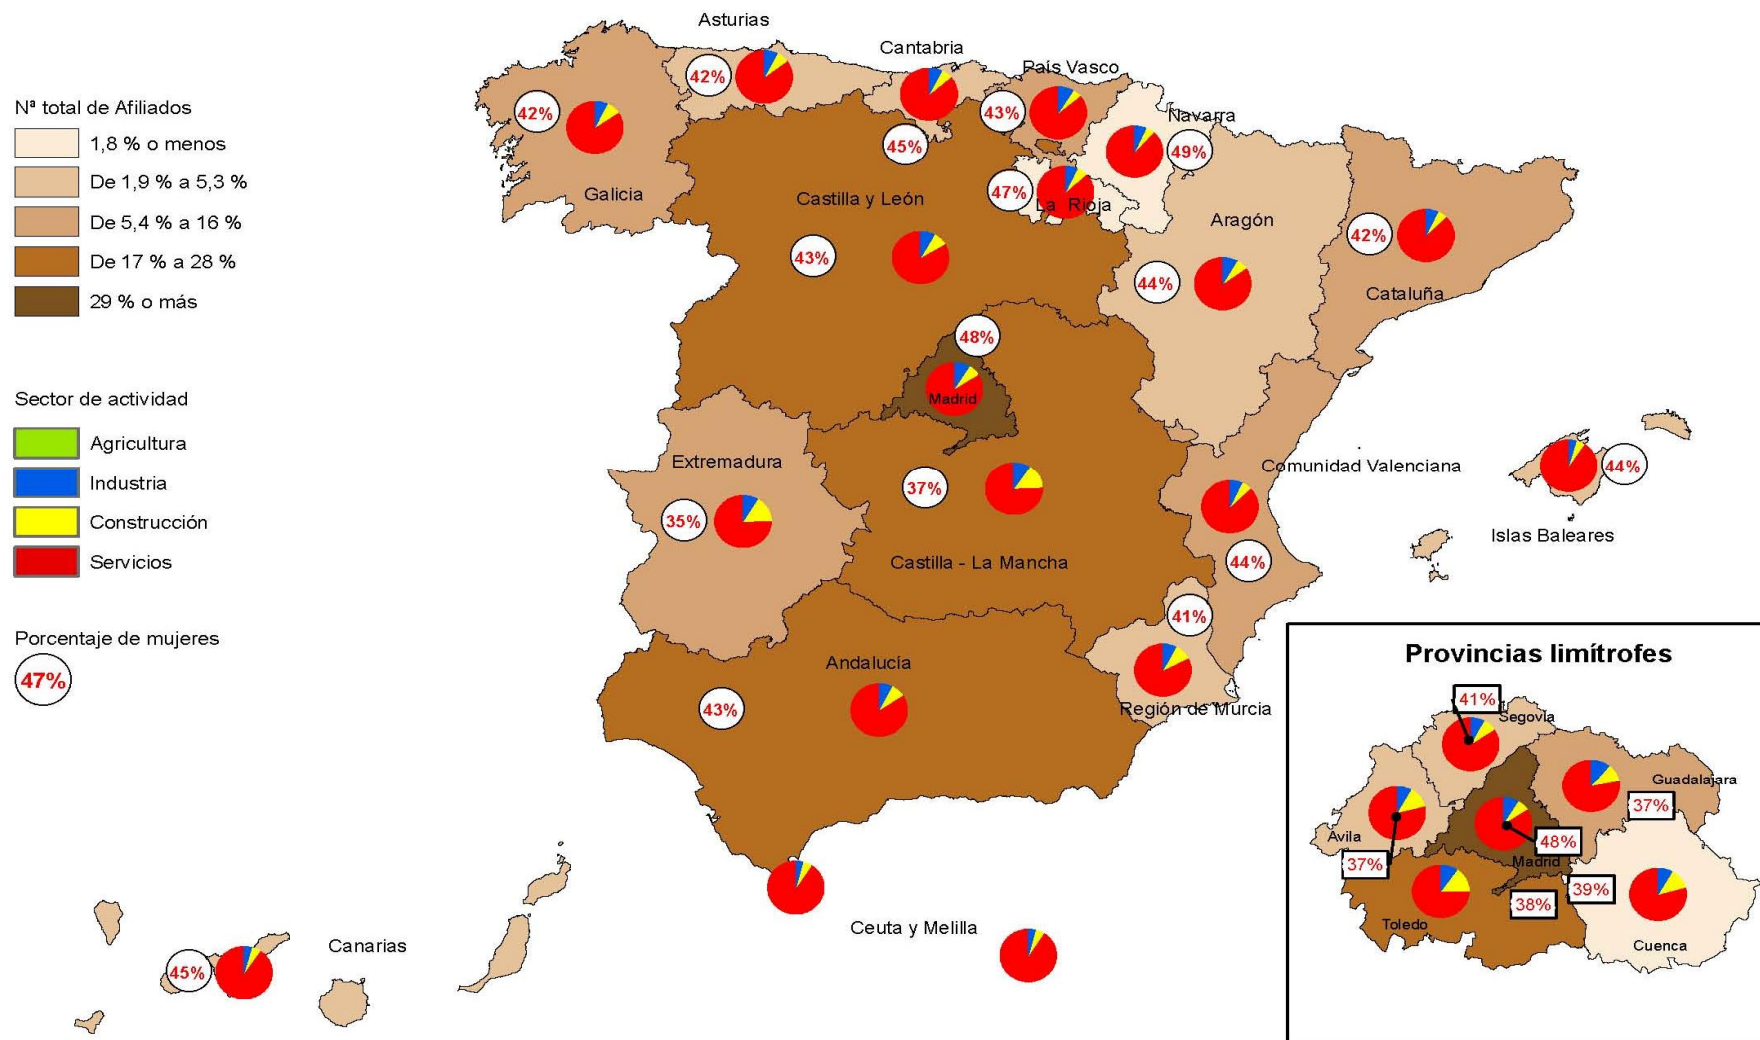 Asturias
Cantabria
País Vasco
Navarra
42%
42%
43%
45%
49%
47%
Galicia
Castilla y León
La Rioja
Aragón
43%
44%
42%
Cataluña
48%
Madrid
Extremadura
35%
37%
Castilla - La Mancha
Comunidad Valenciana
44%
44%
Islas Baleares
41%
Región de Murcia
Andalucía
43%
Ceuta y Melilla
Canarias
45%
Nª total de Afiliados
1,8 % o menos
De 1,9 % a 5,3 %
De 5,4 % a 16 %
De 17 % a 28 %
29 % o más
Sector de actividad
Agricultura
Industria
Construcción
Servicios
Porcentaje de mujeres
47%
Provincias limítrofes
41%
Segovia
Guadalajara
37%
Avila
37%
48%
Madrid
39%
38%
Toledo
Cuenca